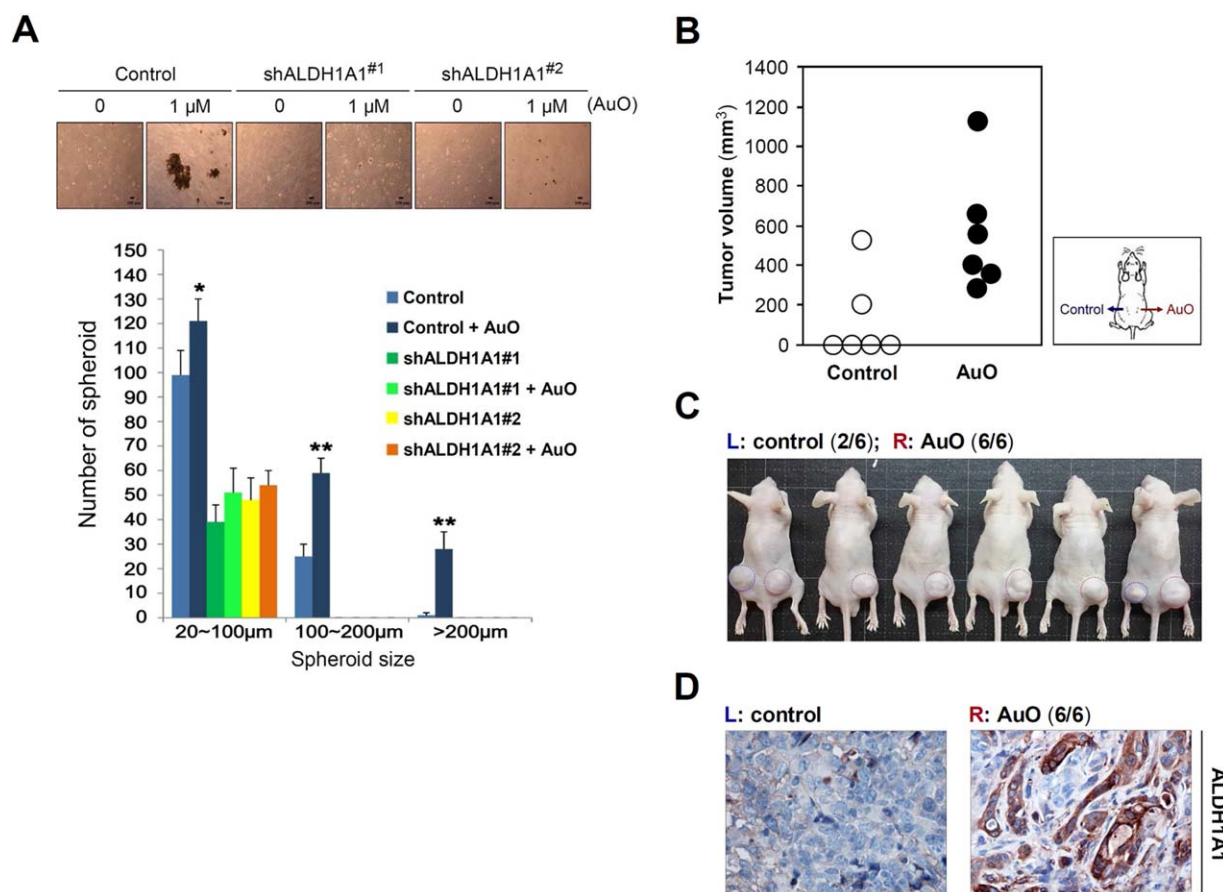 A
Control shALDH1A1#1 shALDH1A1#2
0 1 µM 0 1 µM 0 1 µM (AuO)
150
140
130
120
110
100
90
80
70
60
50
40
30
20
10
0
Number of spheroid
* ** **
Control
Control + AuO
shALDH1A1#1
shALDH1A1#1 + AuO
shALDH1A1#2
shALDH1A1#2 + AuO
20~100µm 100~200µm >200µm
Spheroid size
B
1400
1200
1000
800
600
400
200
0
Tumor volume (mm³)
Control AuO
Control AuO
C
L: control (2/6); R: AuO (6/6)
D
L: control R: AuO (6/6)
ALDH1A1